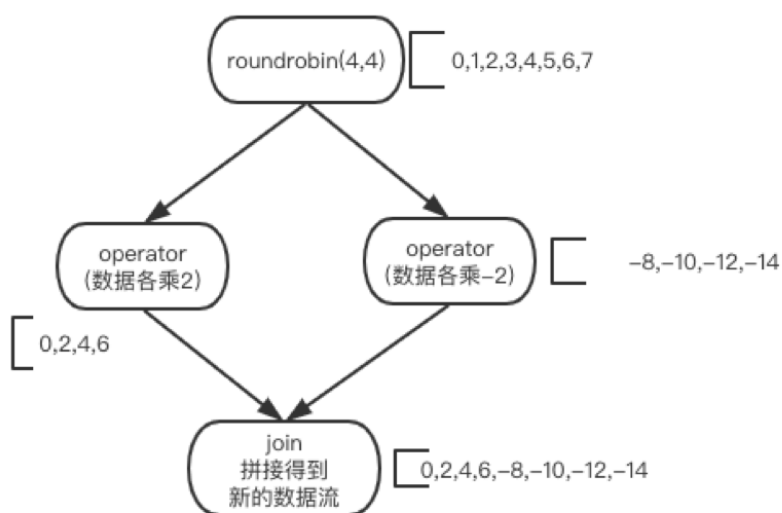 roundrobin(4,4)
0,1,2,3,4,5,6,7
operator
(数据各乘2)
operator
(数据各乘-2)
-8,-10,-12,-14
0,2,4,6
join
拼接得到
新的数据流
0,2,4,6,-8,-10,-12,-14